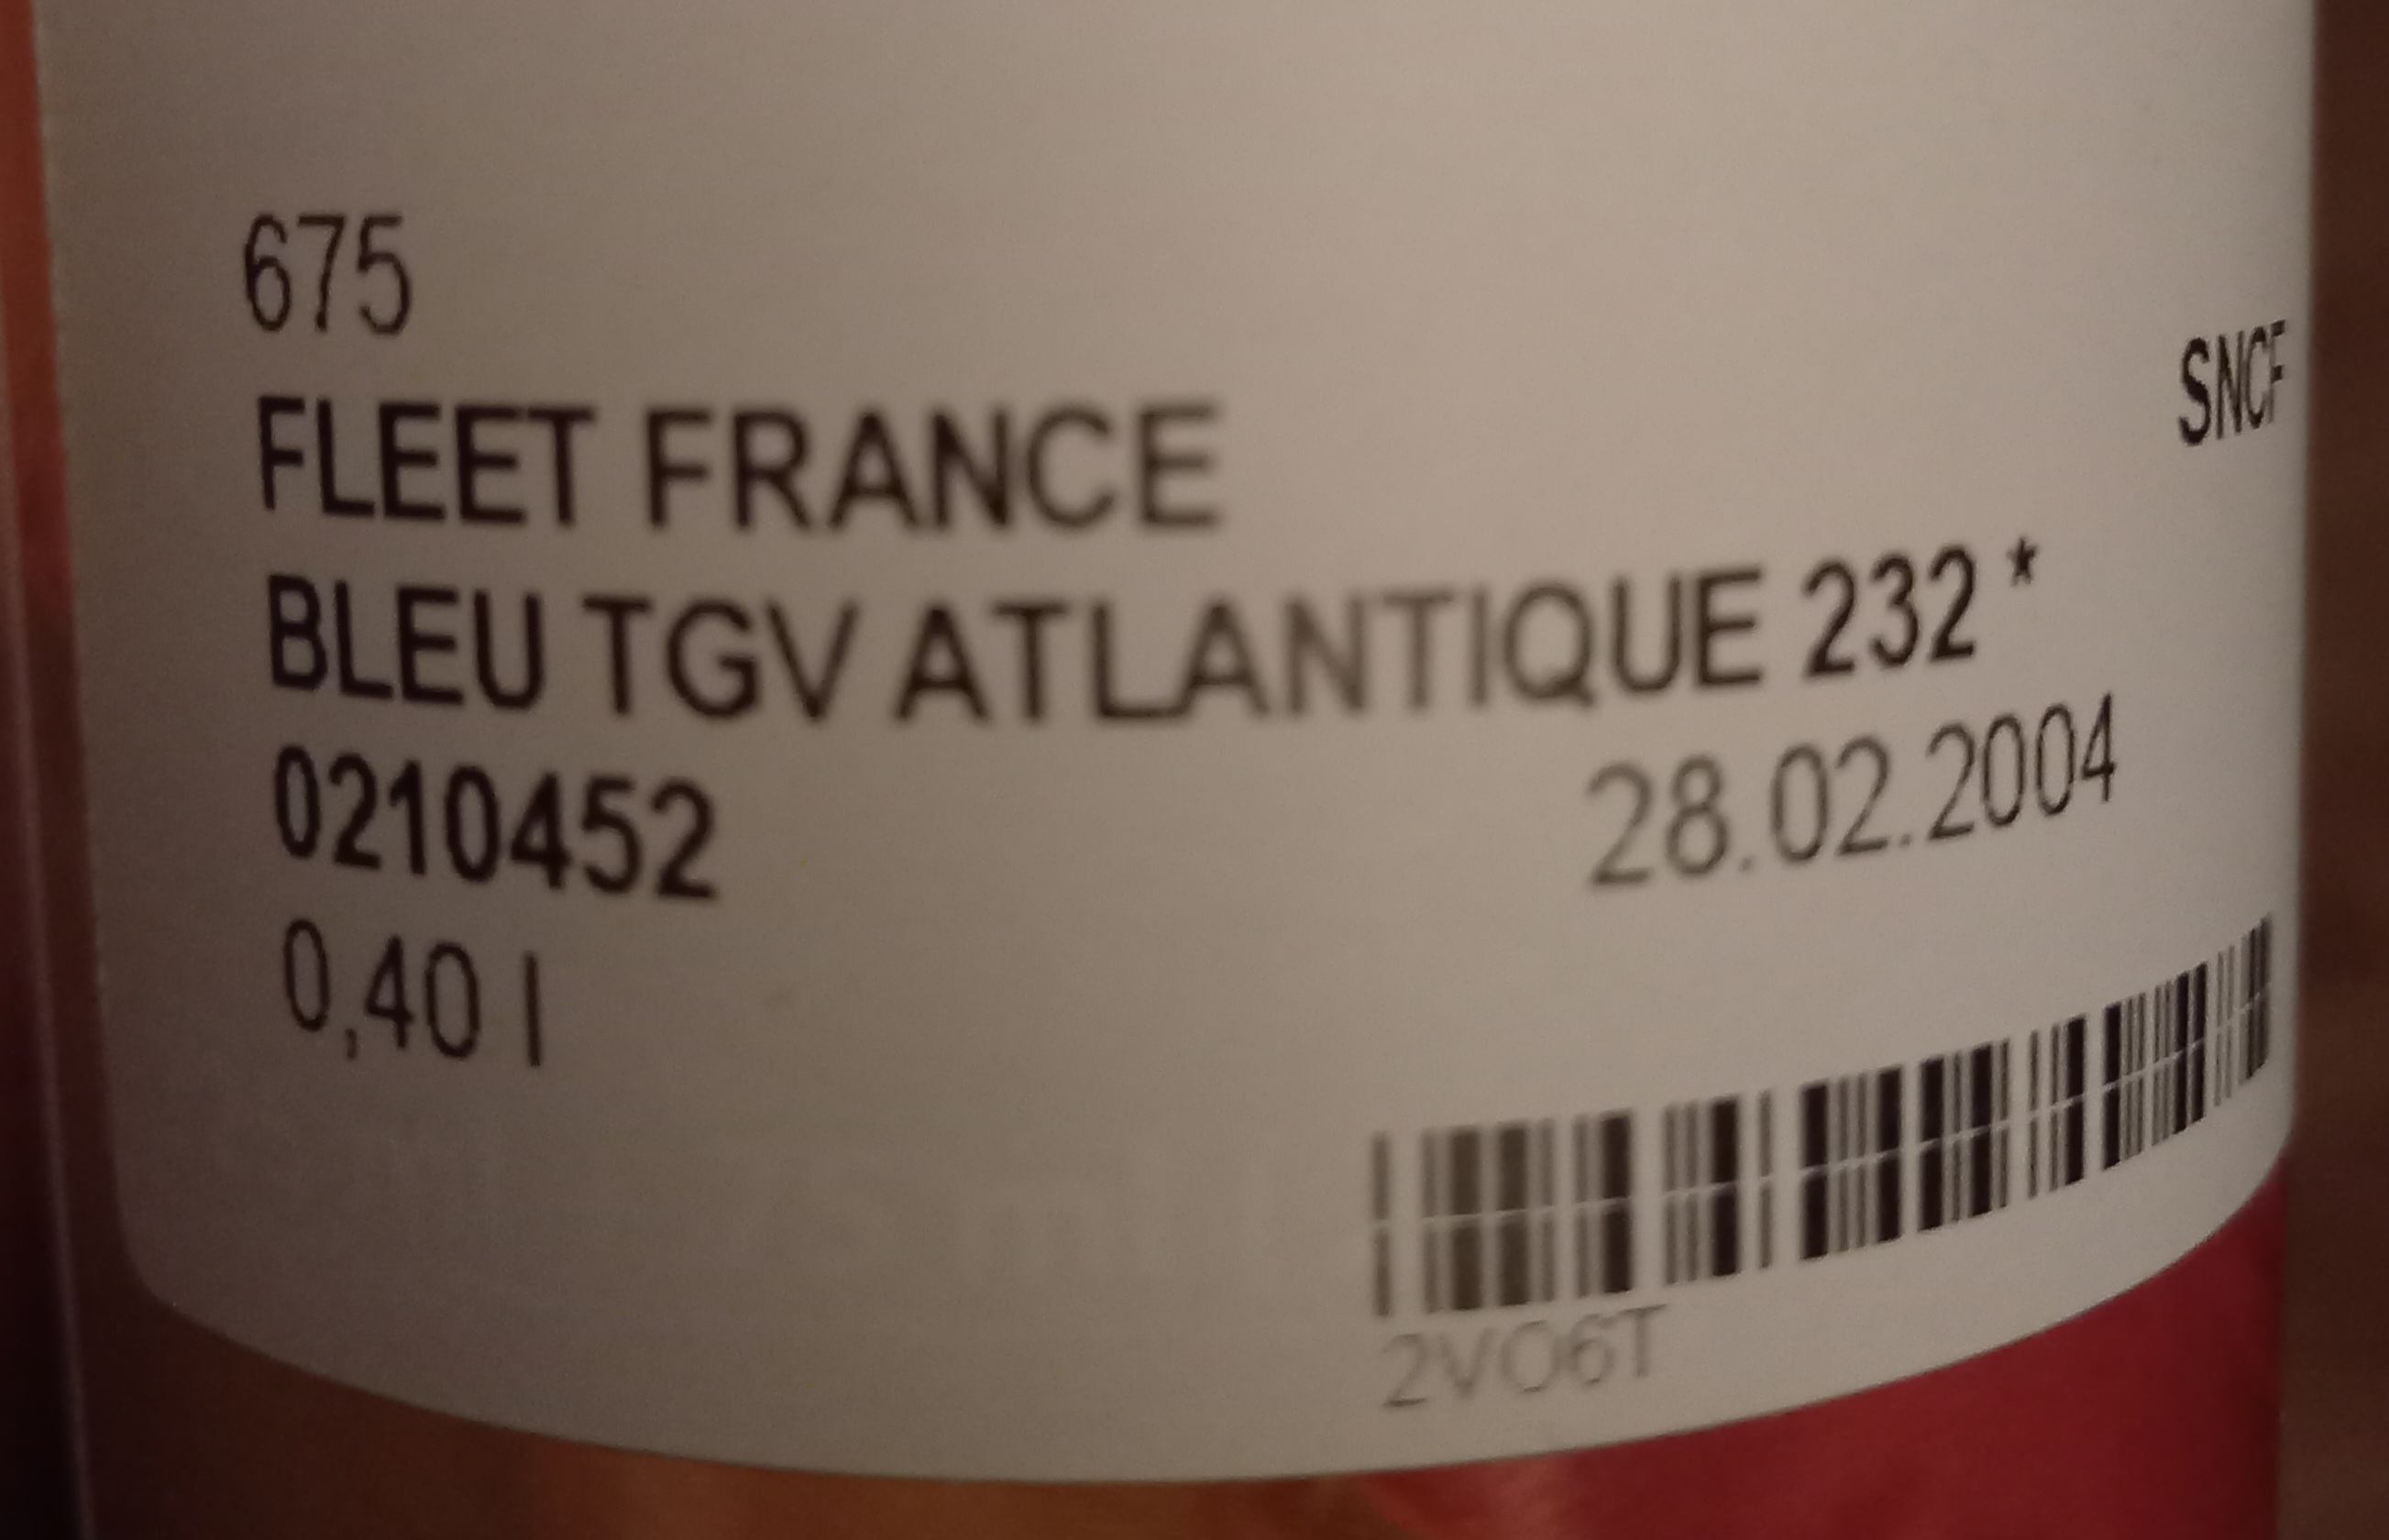 675
SNCF
FLEET FRANCE
BLEU TGV ATLANTIQUE 232 *
0210452 28.02.2004
0,40 l
2VO6T